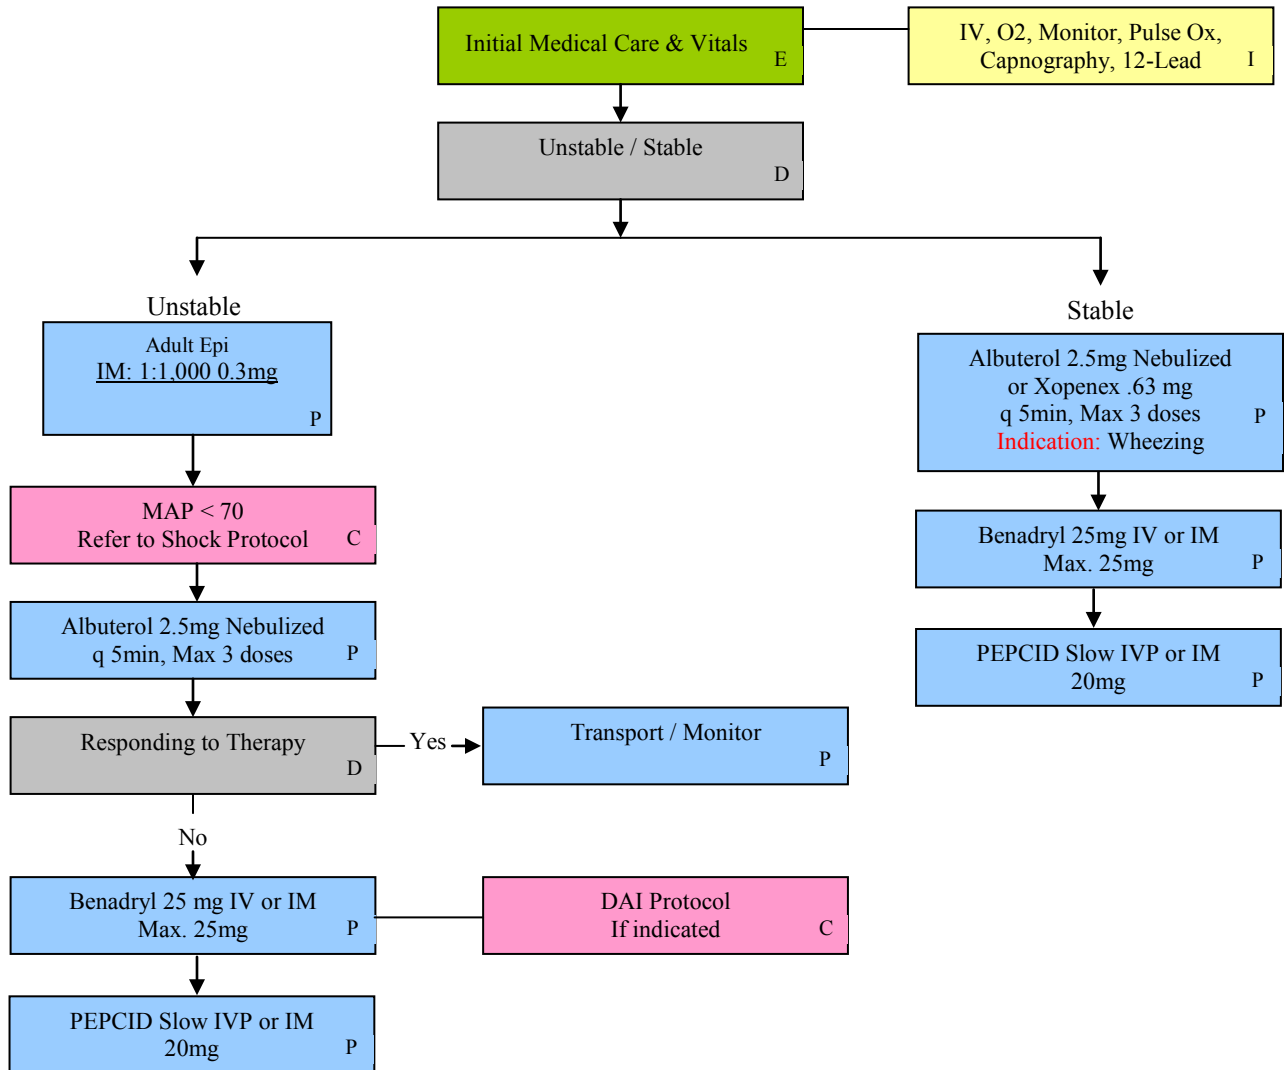 Initial Medical Care & Vitals
E
IV, O2, Monitor, Pulse Ox,
Capnography, 12-Lead
I
Unstable / Stable
D
Unstable
Adult Epi
IM: 1:1,000 0.3mg
P
MAP < 70
Refer to Shock Protocol
C
Albuterol 2.5mg Nebulized
q 5min, Max 3 doses
P
Responding to Therapy
D
Yes
Transport / Monitor
P
No
Benadryl 25 mg IV or IM
Max. 25mg
P
DAI Protocol
If indicated
C
PEPCID Slow IVP or IM
20mg
P
Stable
Albuterol 2.5mg Nebulized
or Xopenex .63 mg
q 5min, Max 3 doses
P
Indication: Wheezing
Benadryl 25mg IV or IM
Max. 25mg
P
PEPCID Slow IVP or IM
20mg
P